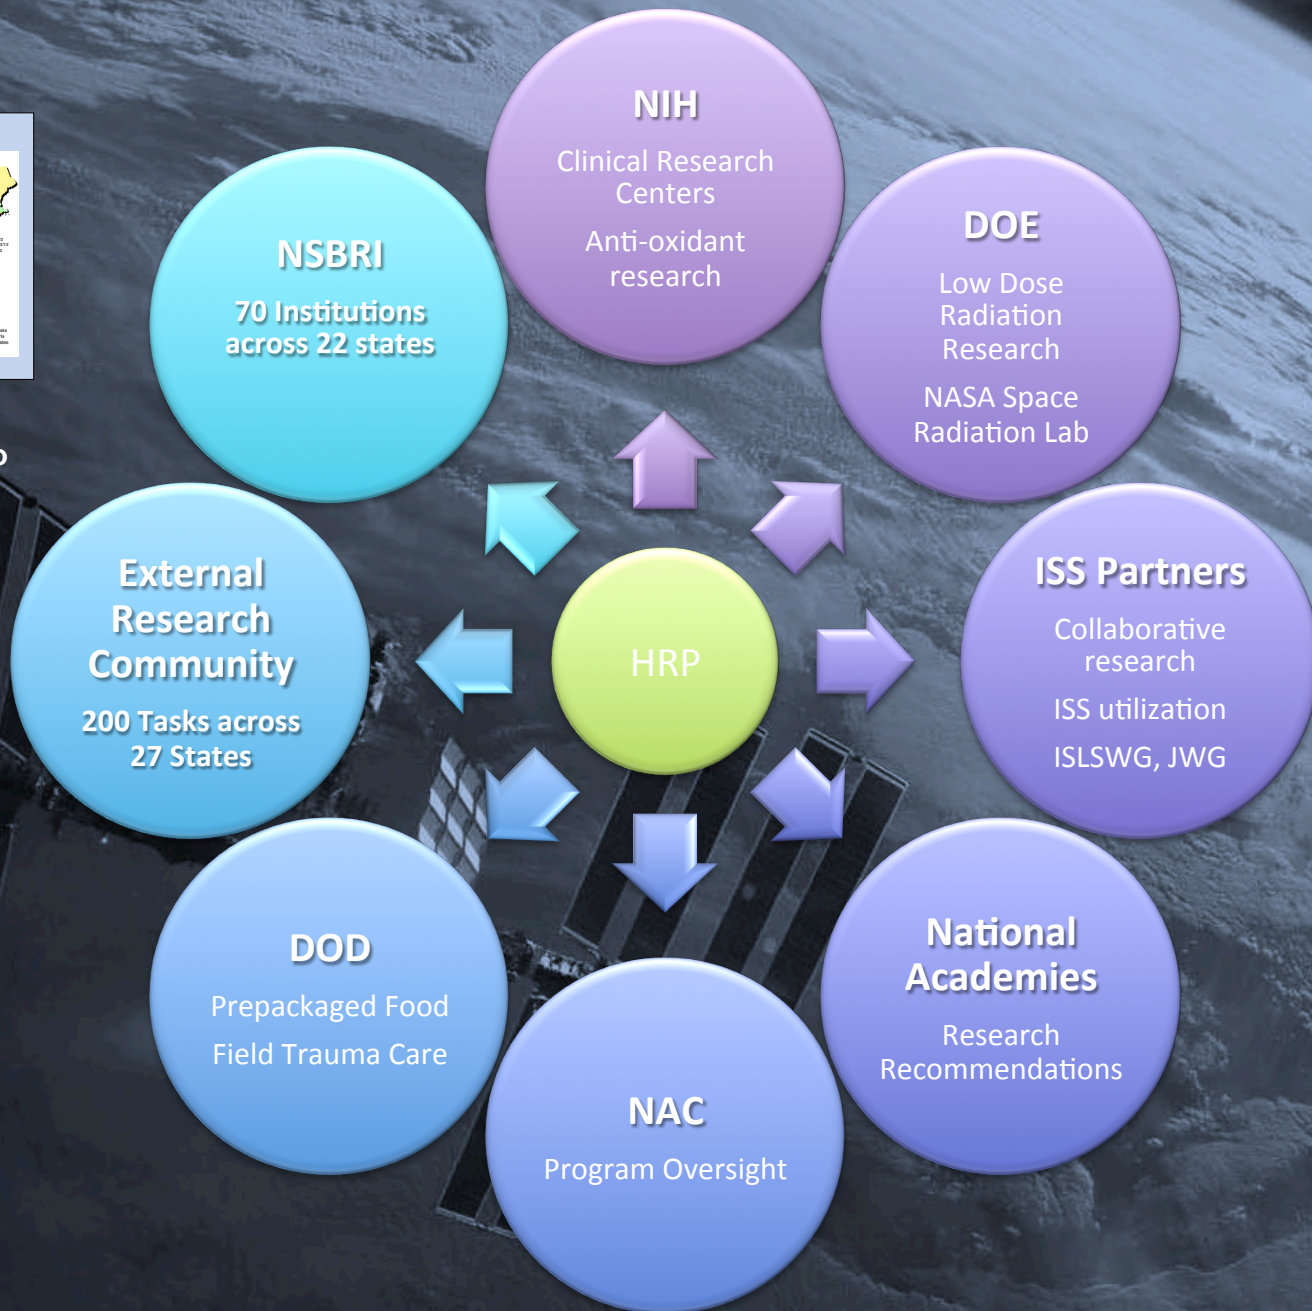 NIH
Clinical Research
Centers
Anti-oxidant
research
DOE
Low Dose
Radiation
Research
NASA Space
Radiation Lab
ISS Partners
Collaborative
research
ISS utilization
ISLSWG, JWG
National
Academies
Research
Recommendations
NAC
Program Oversight
DOD
Prepackaged Food
Field Trauma Care
External
Research
Community
200 Tasks across
27 States
NSBRI
70 Institutions
across 22 states
HRP